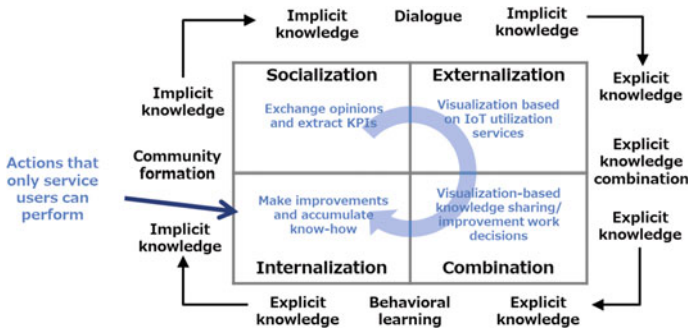 Implicit knowledge
Dialogue
Implicit knowledge
Implicit
knowledge
Socialization
Externalization
Explicit
knowledge
Exchange opinions
and extract KPIs
Visualization based
on IoT utilization
services
Actions that
only service
users can
perform
Community
formation
Explicit
knowledge
combination
Make improvements
and accumulate
know-how
Visualization-based
knowledge sharing/
improvement work
decisions
Implicit
knowledge
Explicit
knowledge
Internalization
Combination
Explicit
knowledge
Behavioral
learning
Explicit
knowledge